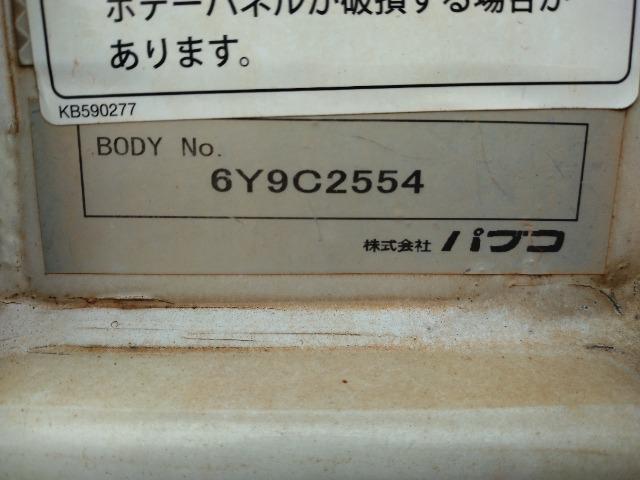 ボデーパネルが破損する場合が
あります。
KB590277
BODY No.
6Y9C2554
株式会社 パブコ